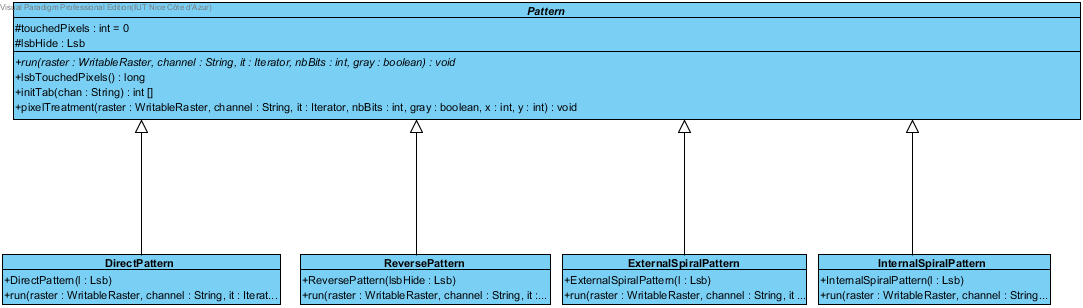 Visual Paradigm Professional Edition(IUT Nice Côte d'Azur)
Pattern
#touchedPixels : int = 0
#lsbHide : Lsb
+run(raster : WritableRaster, channel : String, it : Iterator, nbBits : int, gray : boolean) : void
+lsbTouchedPixels() : long
+initTab(chan : String) : int []
+pixelTreatment(raster : WritableRaster, channel : String, it : Iterator, nbBits : int, gray : boolean, x : int, y : int) : void
DirectPattern
+DirectPattern(l : Lsb)
+run(raster : WritableRaster, channel : String, it : Iterat...
ReversePattern
+ReversePattern(lsbHide : Lsb)
+run(raster : WritableRaster, channel : String, it :...
ExternalSpiralPattern
+ExternalSpiralPattern(l : Lsb)
+run(raster : WritableRaster, channel : String, it ...
InternalSpiralPattern
+InternalSpiralPattern(l : Lsb)
+run(raster : WritableRaster, channel : String...